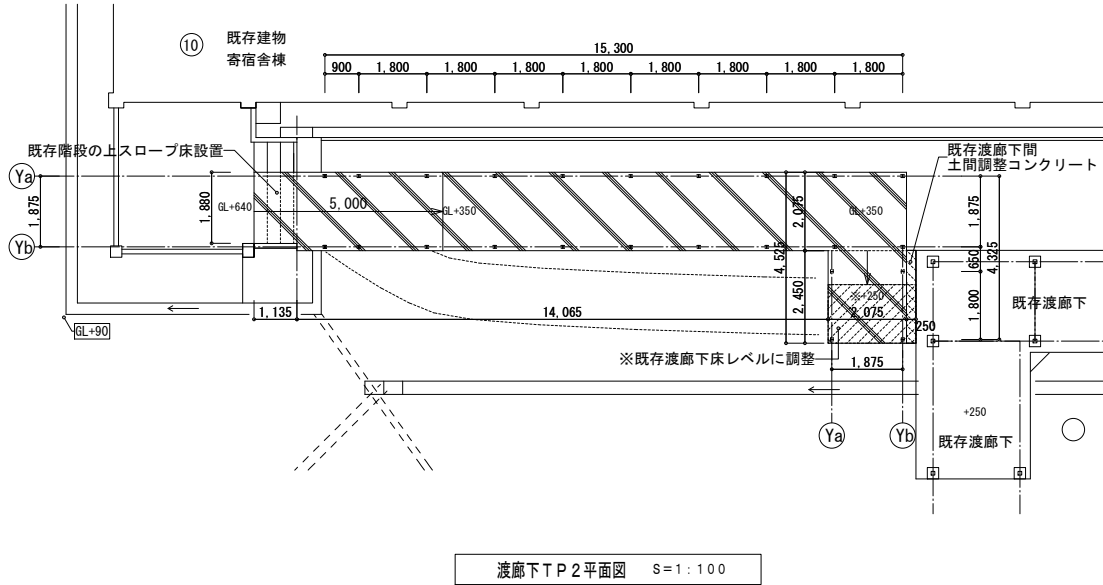 ⑩
既存建物
寄宿舎棟
15,300
900
1,800
1,800
1,800
1,800
1,800
1,800
1,800
1,800
既存階段の上スロープ床設置
既存渡廊下間
土間調整コンクリート
Ya
Yb
1,875
1,880
GL+640
5,000
GL+350
GL+350
2,075
4,525
2,450
1,875
650
1,800
4,325
※+250
1,135
14,065
2,075
250
GL+90
既存渡廊下
※既存渡廊下床レベルに調整
1,875
Ya
Yb
+250
既存渡廊下
渡廊下TP2平面図 S=1:100